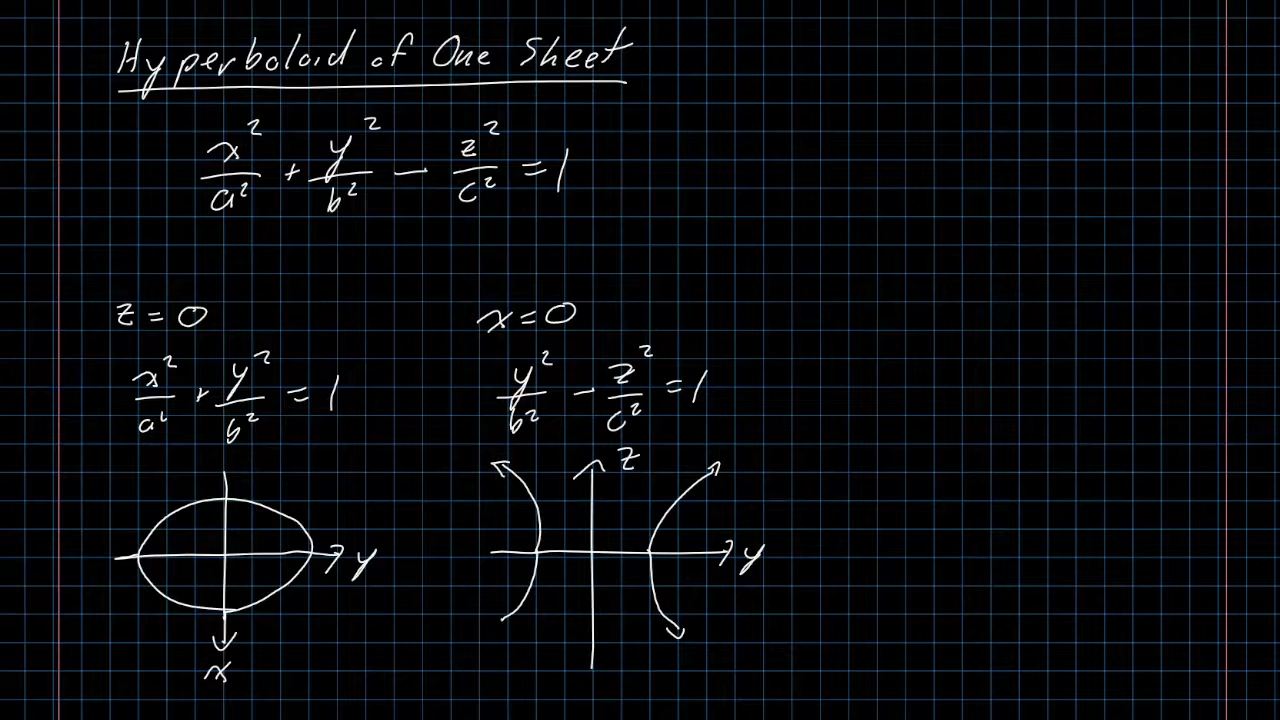 Hyperboloid of One Sheet
x²/a² + y²/b² − z²/c² = 1
z = 0
x = 0
x²/a² + y²/b² = 1
y²/b² − z²/c² = 1
z
y
y
x